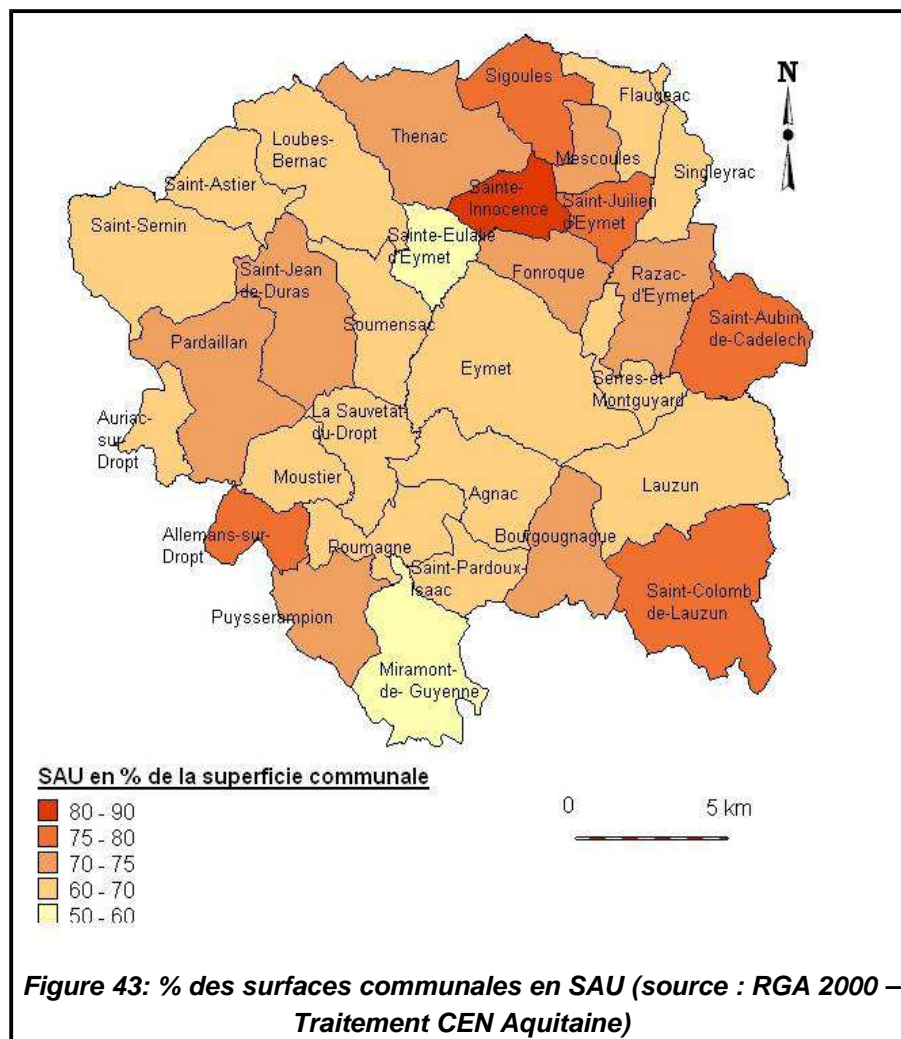 Sigoules
N
Flaugeac
Thenac
Loubes-
Bernac
Mescoules
Singleyrac
Saint-Astier
Sainte-
Innocence
Saint-Juilien
d'Eymet
Saint-Sernin
Sainte-Eulalie
d'Eymet
Saint-Jean
de-Duras
Fonroque
Razac-
d'Eymet
Saint-Aubin-
de-Cadelech
Soumensac
Pardaillan
Eymet
Serres-et
Montguyard
La Sauvetat-
du-Dropt
Auriac-
sur-
Dropt
Moustier
Agnac
Lauzun
Allemans-sur-
Dropt
Roumagne
Bourgougnague
Saint-Pardoux-
Isaac
Saint-Colomb
de-Lauzun
Puysserampion
Miramont-
de- Guyenne
SAU en % de la superficie communale
80 - 90
75 - 80
70 - 75
60 - 70
50 - 60
0 5 km
Figure 43: % des surfaces communales en SAU (source : RGA 2000 –
Traitement CEN Aquitaine)